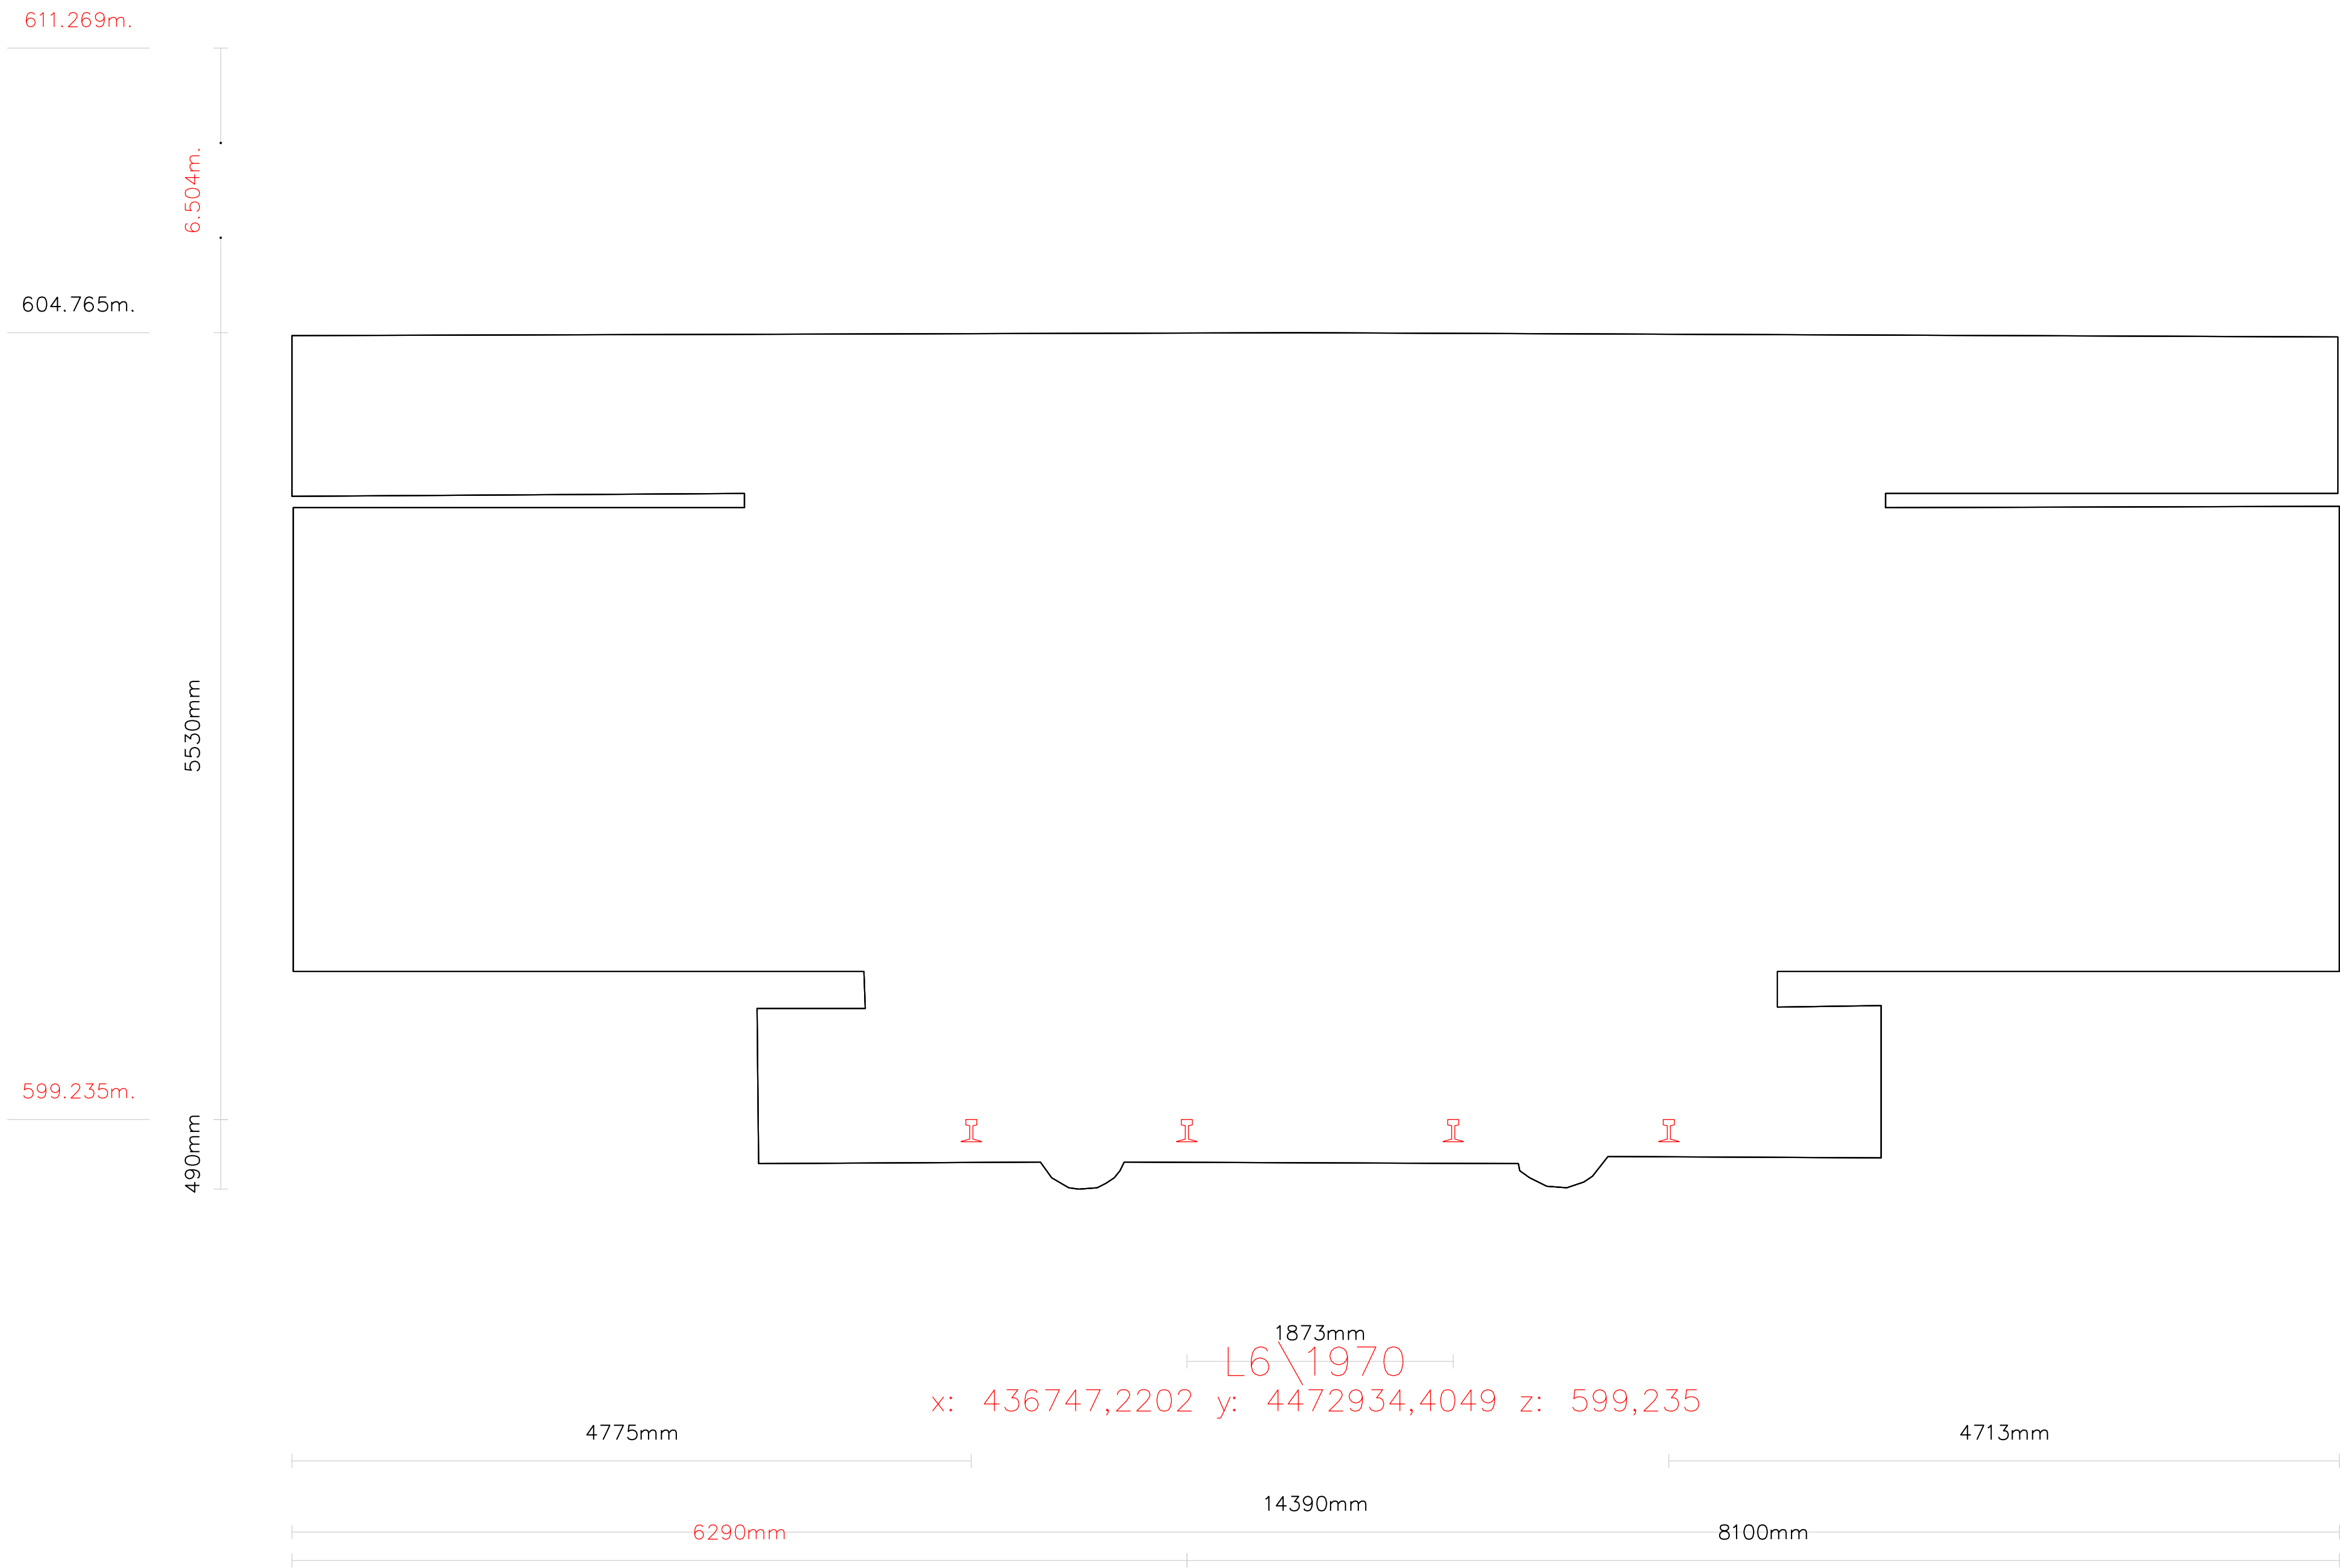 611.269m.
6.504m.
604.765m.
5530mm
599.235m.
490mm
1873mm
L6\1970
x: 436747,2202 y: 4472934,4049 z: 599,235
4775mm
4713mm
14390mm
6290mm
8100mm